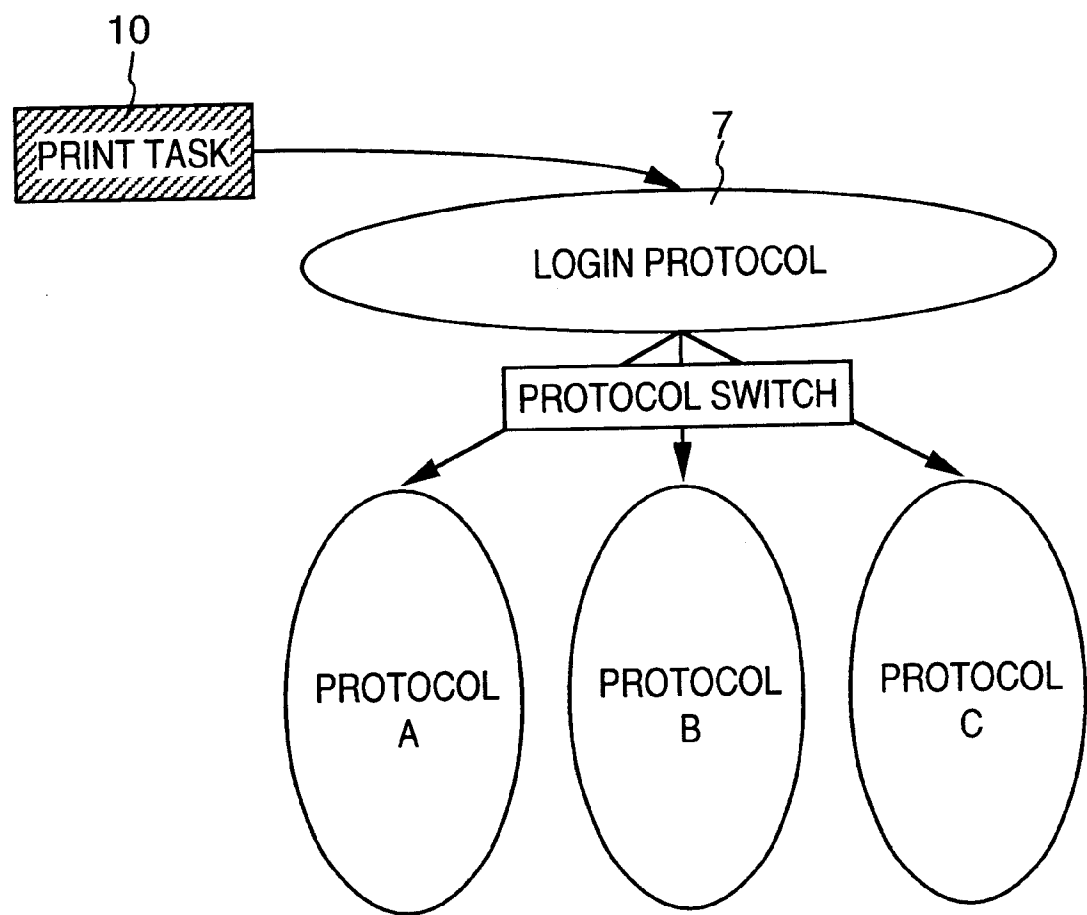 10
PRINT TASK
7
LOGIN PROTOCOL
PROTOCOL SWITCH
PROTOCOL
A
PROTOCOL
B
PROTOCOL
C